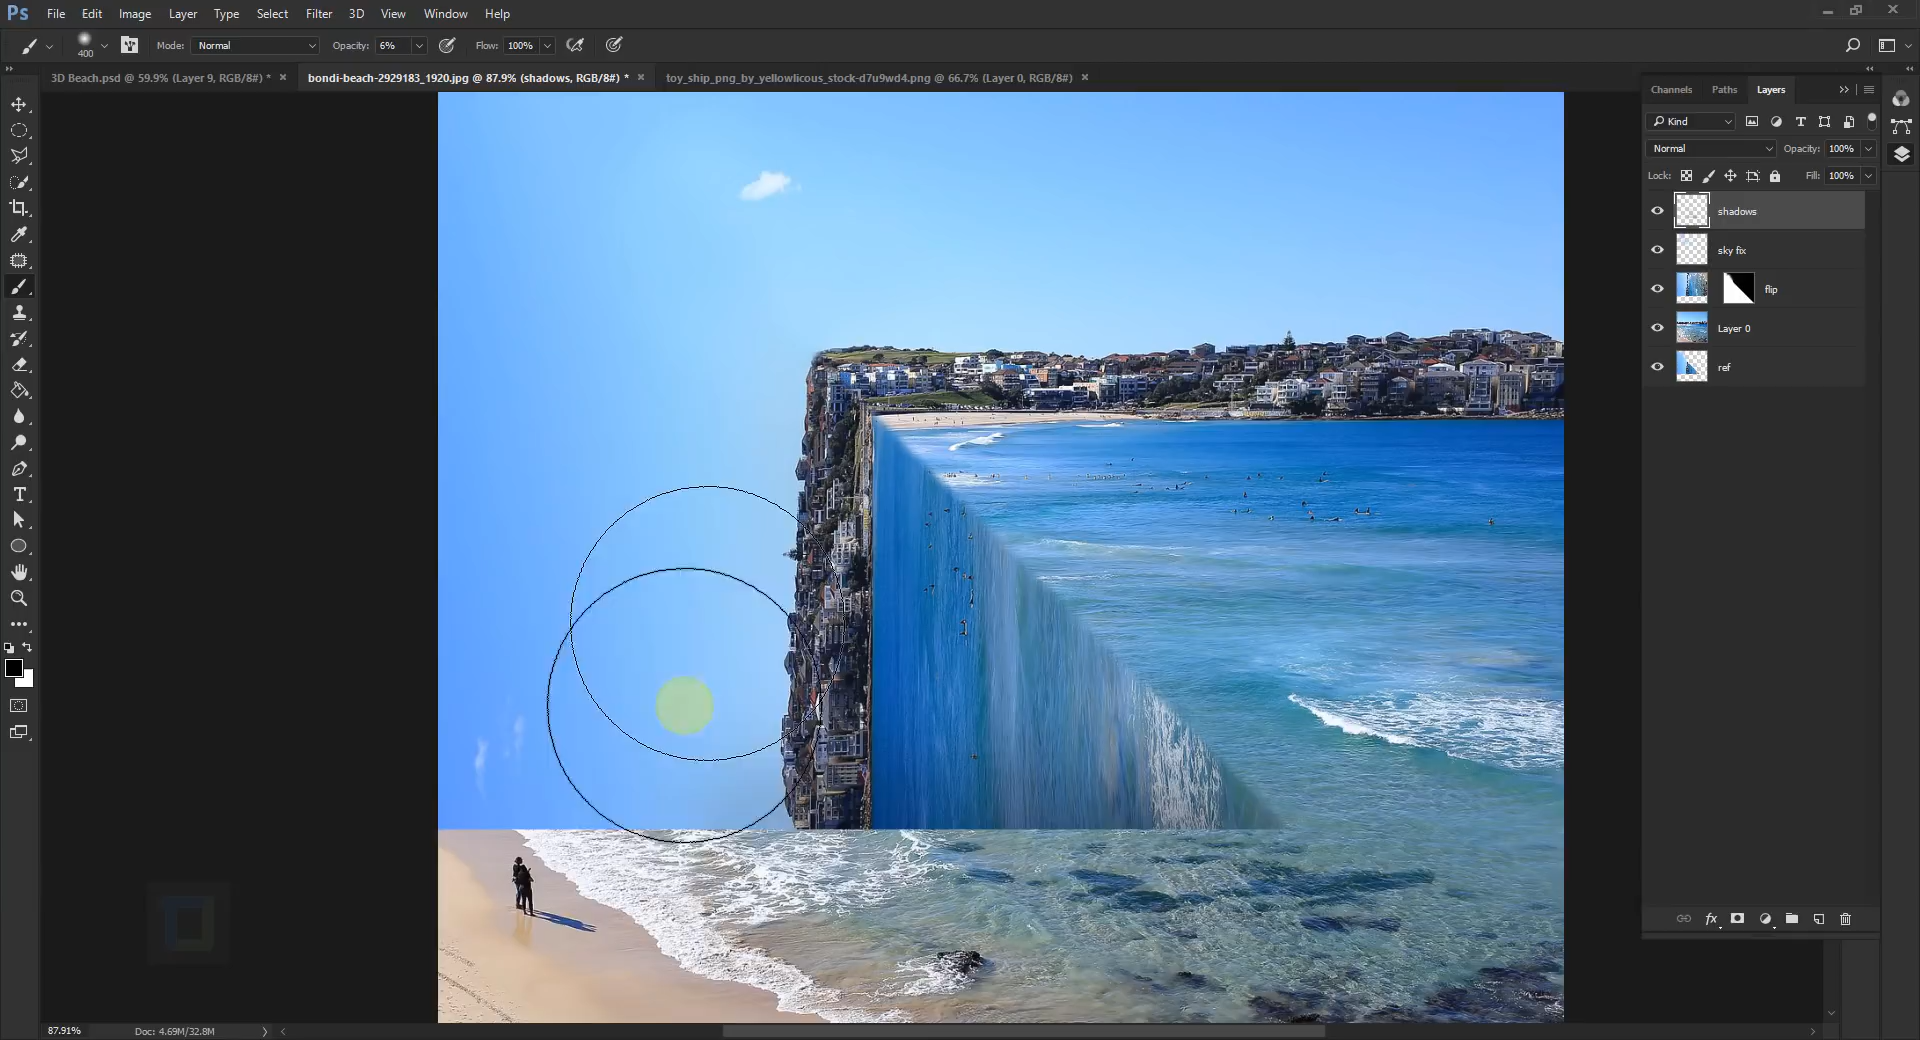 Ps File Edit Image Layer Type Select Filter 3D View Window Help
400 Mode: Normal Opacity: 6% Flow: 100%
3D Beach.psd @ 59.9% (Layer 9, RGB/8#) * × bondi-beach-2929183_1920.jpg @ 87.9% (shadows, RGB/8#) * × toy_ship_png_by_yellowlicous_stock-d7u9wd4.png @ 66.7% (Layer 0, RGB/8#) ×
Channels Paths Layers
Kind
Normal Opacity: 100%
Lock: Fill: 100%
shadows
sky fix
flip
Layer 0
ref
fx
87.91% Doc: 4.69M/32.8M